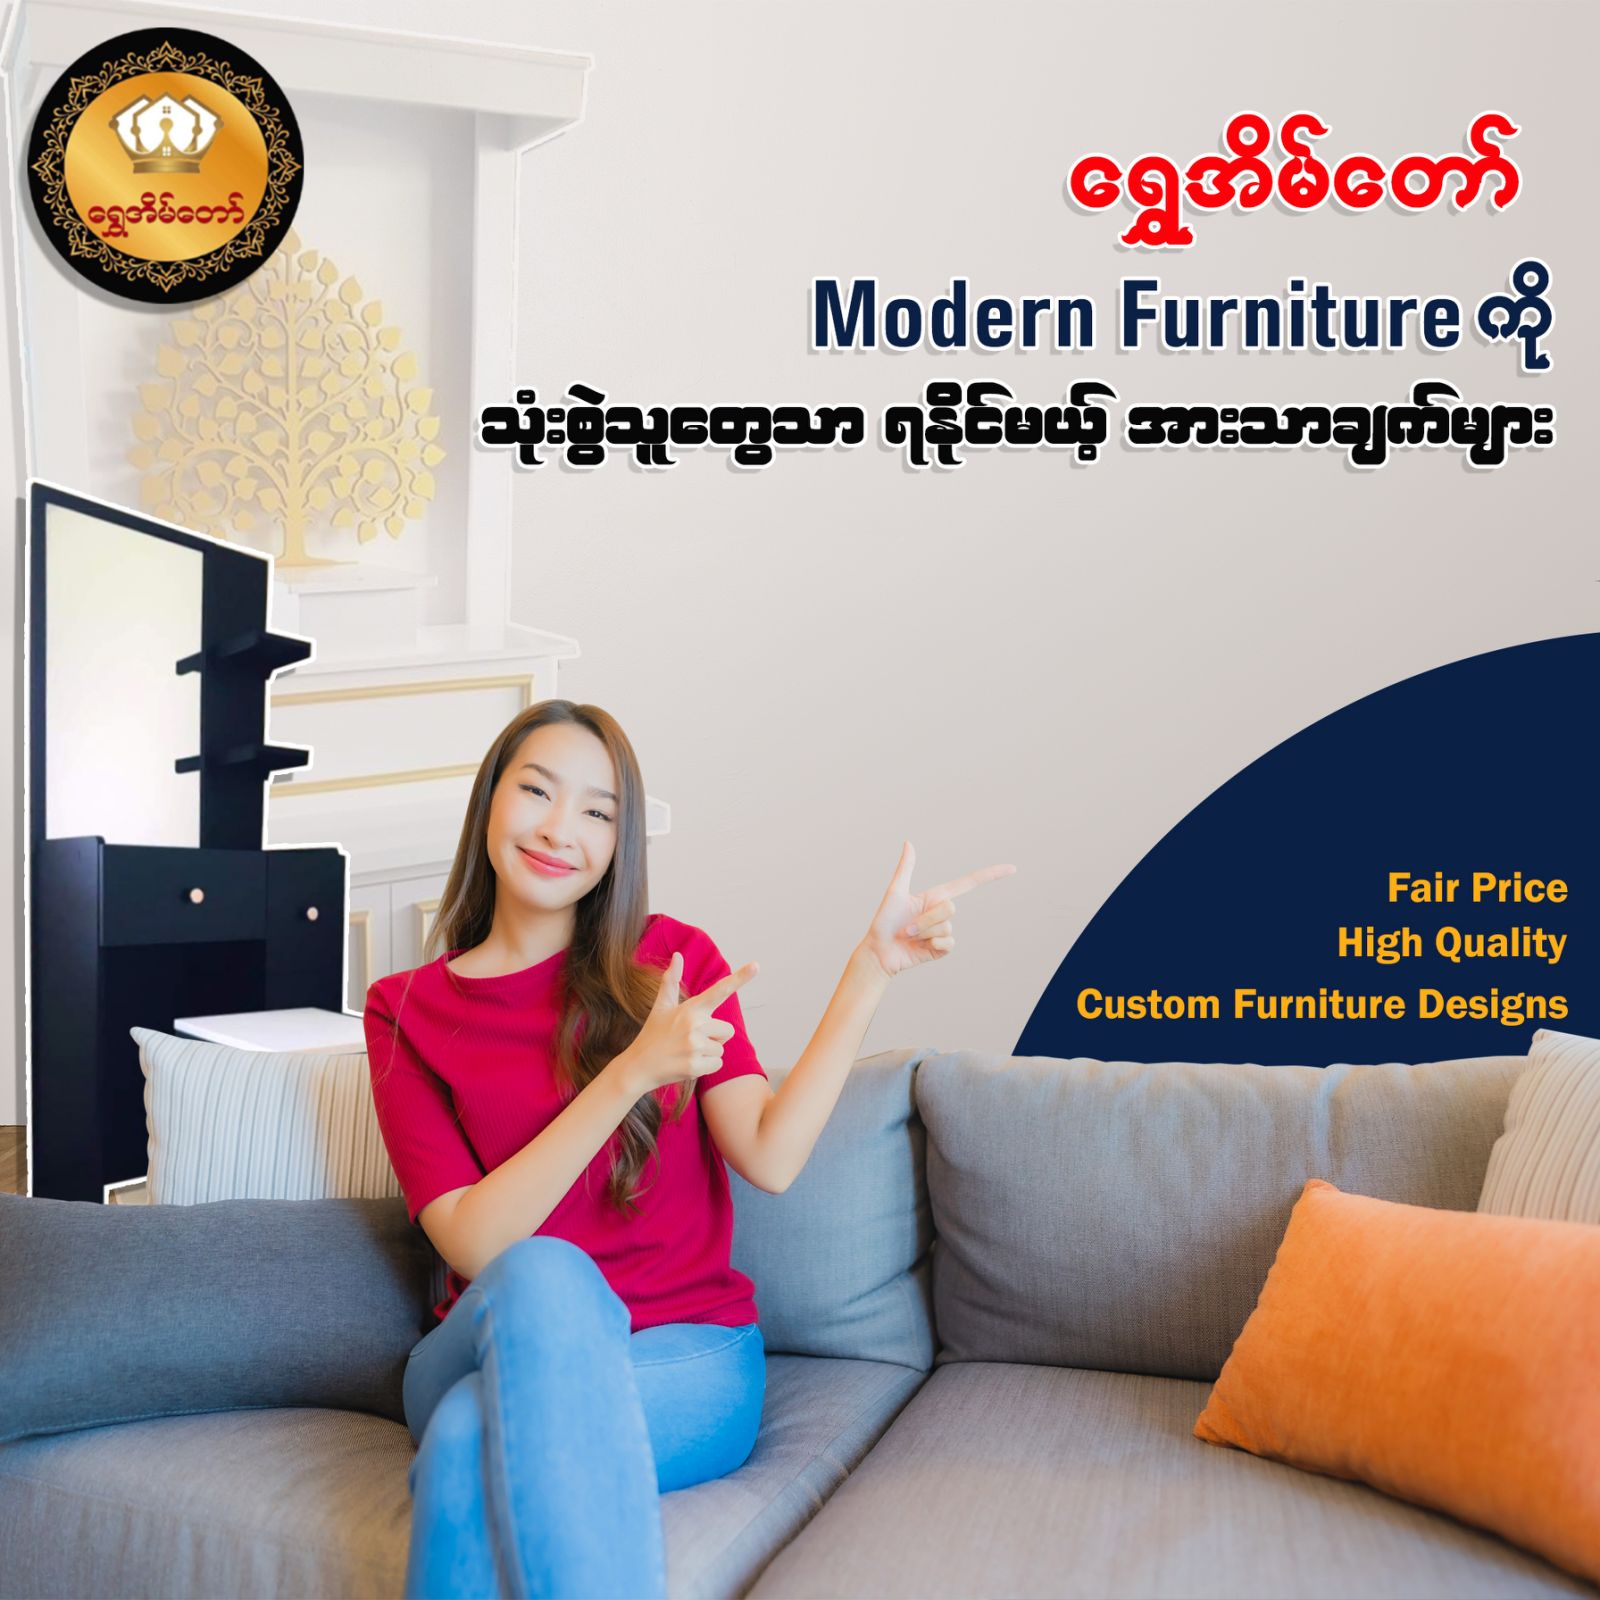 ရွှေအိမ်တော်
ရွှေအိမ်တော်
Modern Furniture ကို
သုံးစွဲသူတွေသာ ရနိုင်မယ့် အားသာချက်များ
Fair Price
High Quality
Custom Furniture Designs